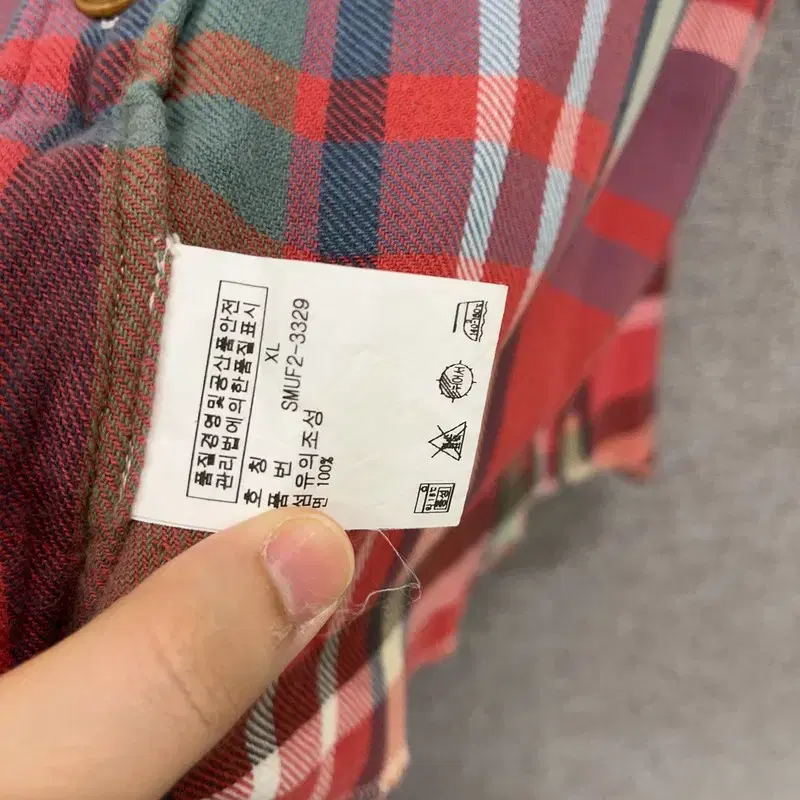 품질경영 및 공산품안전
관리법에의한품질표시
호 칭 XL
품 번 SMUF2-3329
섬유의조성
면 100%